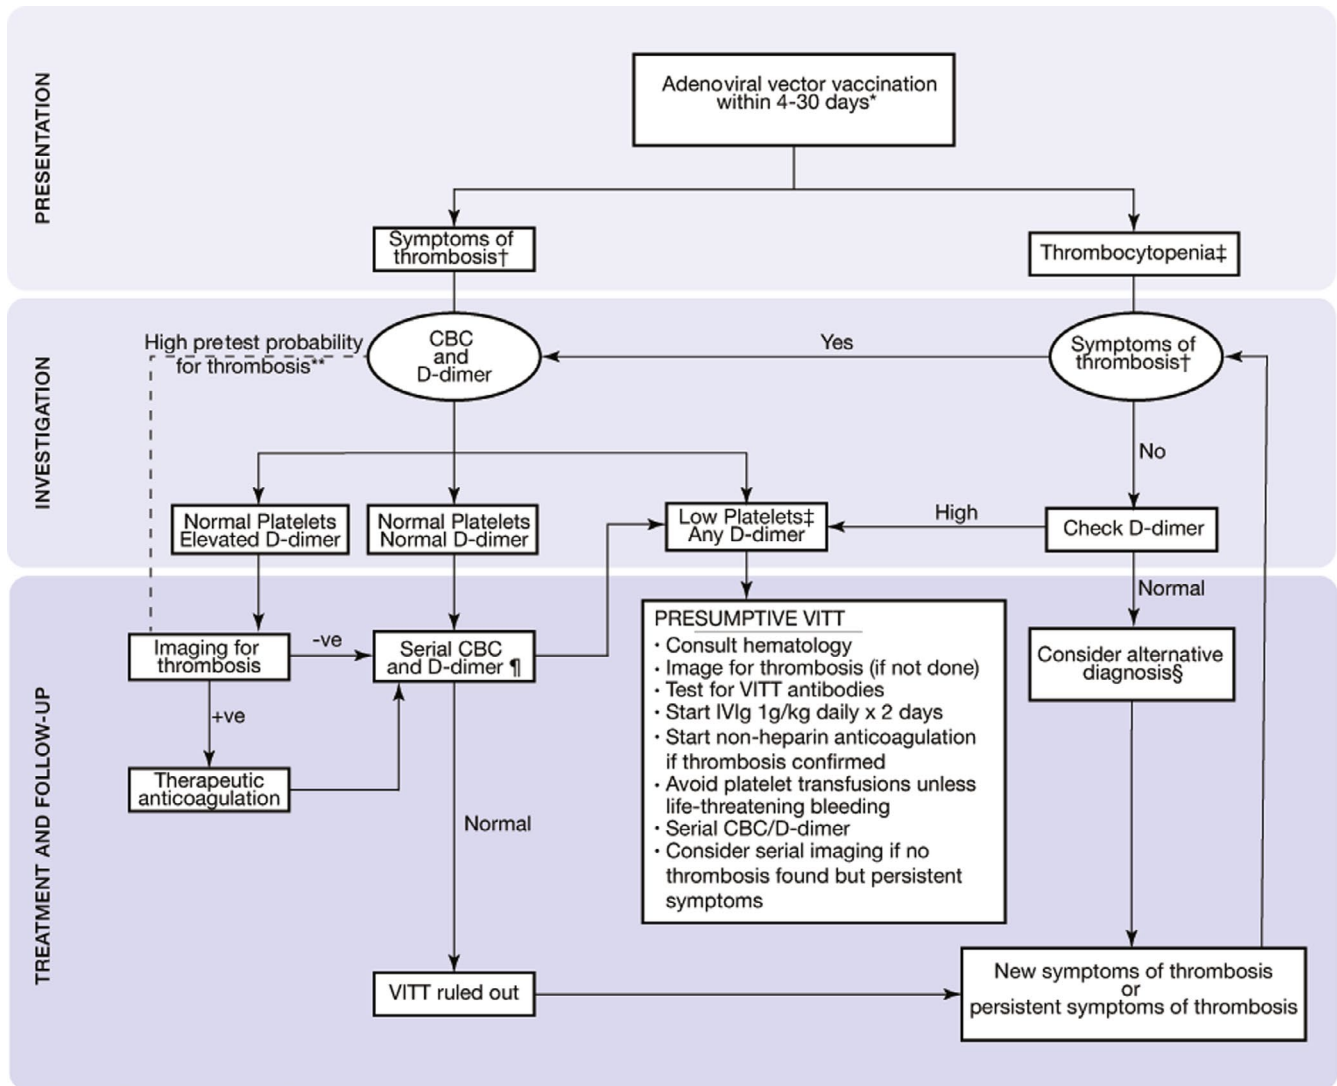 PRESENTATION
Adenoviral vector vaccination
within 4-30 days*
Symptoms of
thrombosis†
Thrombocytopenia‡
INVESTIGATION
High pretest probability
for thrombosis**
CBC
and
D-dimer
Yes
Symptoms of
thrombosis†
No
Normal Platelets
Elevated D-dimer
Normal Platelets
Normal D-dimer
Low Platelets‡
Any D-dimer
High
Check D-dimer
Normal
TREATMENT AND FOLLOW-UP
Imaging for
thrombosis
-ve
Serial CBC
and D-dimer ¶
+ve
Therapeutic
anticoagulation
Normal
VITT ruled out
PRESUMPTIVE VITT
· Consult hematology
· Image for thrombosis (if not done)
· Test for VITT antibodies
· Start IVIg 1g/kg daily x 2 days
· Start non-heparin anticoagulation
if thrombosis confirmed
· Avoid platelet transfusions unless
life-threatening bleeding
· Serial CBC/D-dimer
· Consider serial imaging if no
thrombosis found but persistent
symptoms
Consider alternative
diagnosis§
New symptoms of thrombosis
or
persistent symptoms of thrombosis